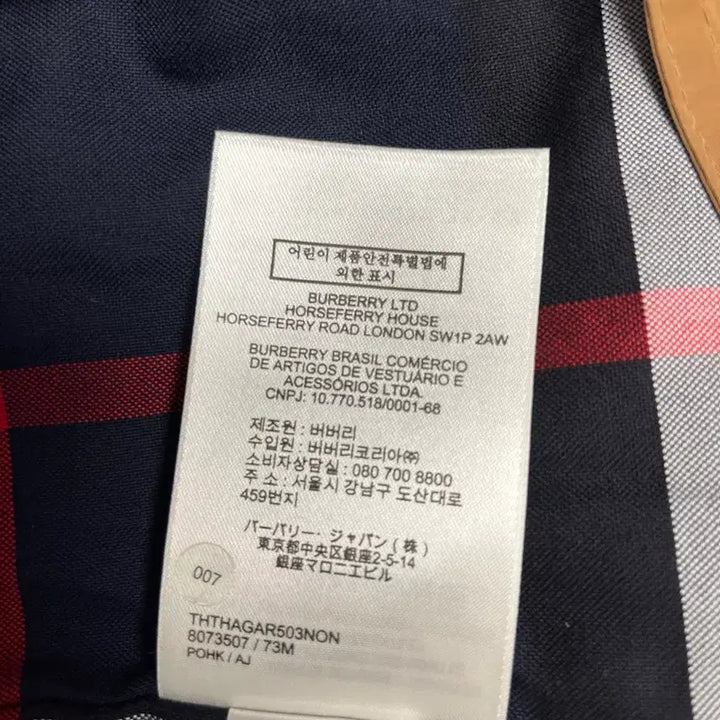 어린이 제품안전특별법에
의한 표시
BURBERRY LTD
HORSEFERRY HOUSE
HORSEFERRY ROAD LONDON SW1P 2AW
BURBERRY BRASIL COMÉRCIO
DE ARTIGOS DE VESTUÁRIO E
ACESSÓRIOS LTDA.
CNPJ: 10.770.518/0001-68
제조원 : 버버리
수입원 : 버버리코리아㈜
소비자상담실 : 080 700 8800
주 소 : 서울시 강남구 도산대로
459번지
バーバリー・ジャパン(株)
東京都中央区銀座2-5-14
銀座マロニエビル
007
THTHAGAR503NON
8073507 / 73M
POHK / AJ